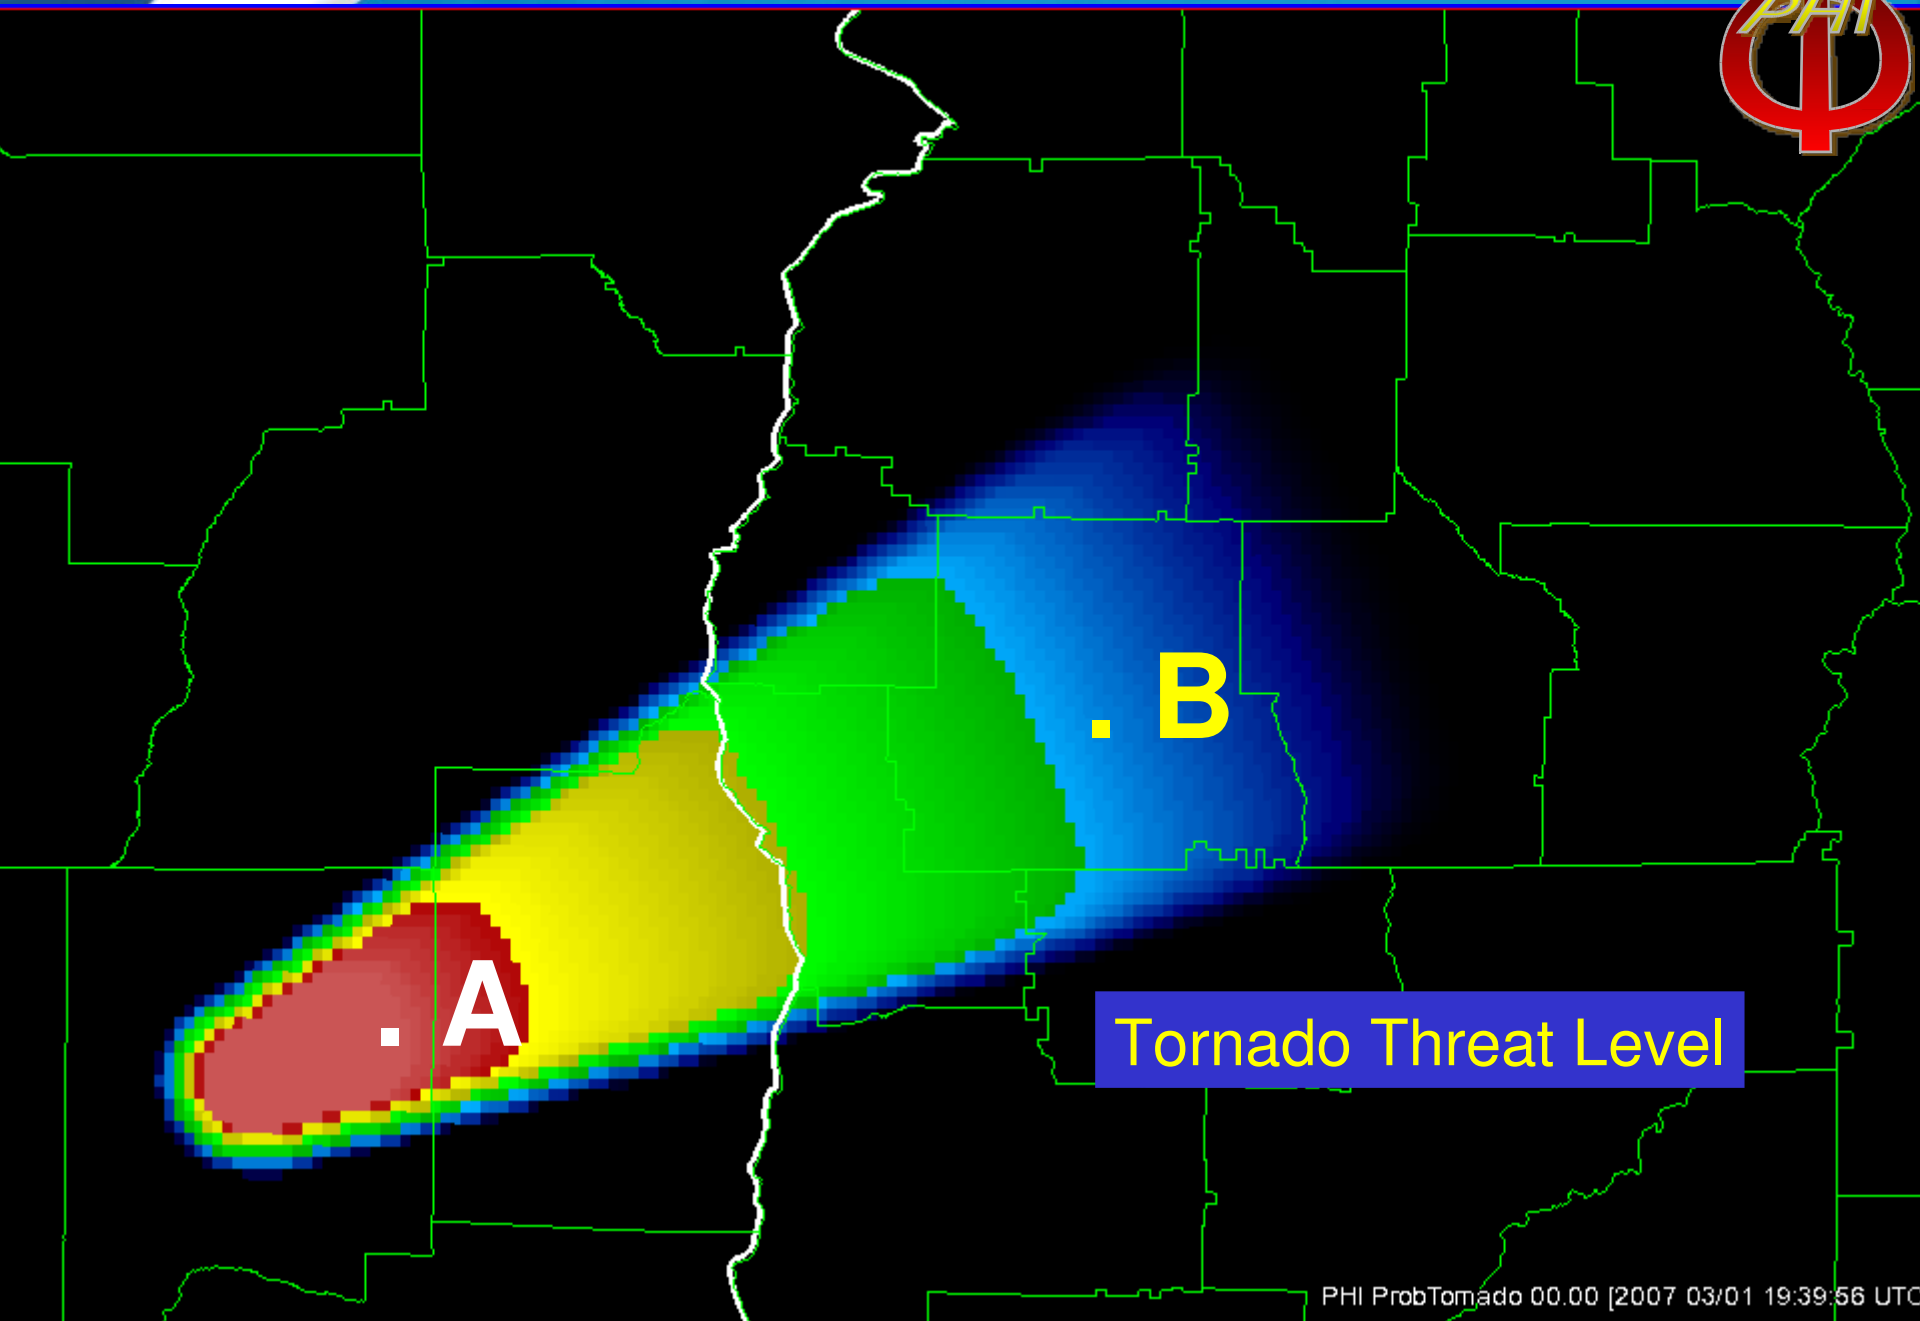 PHI
B
A
Tornado Threat Level
PHI ProbTornado 00.00 [2007 03/01 19:39:56 UTC